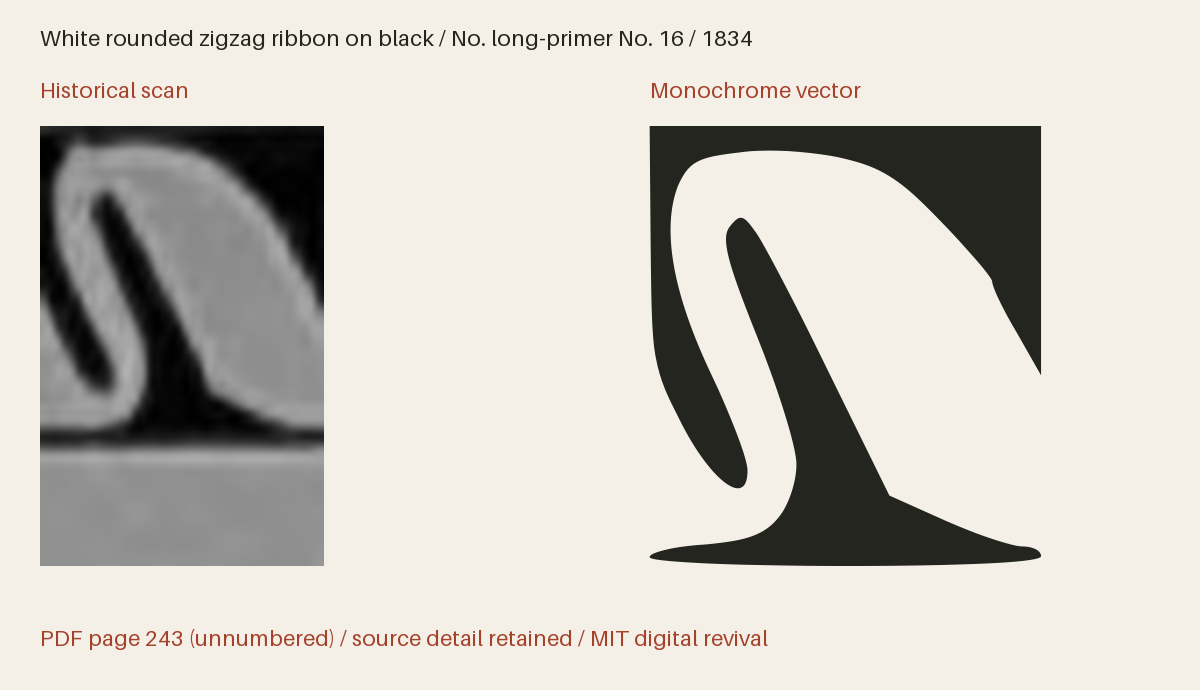 White rounded zigzag ribbon on black / No. long-primer No. 16 / 1834
Historical scan
Monochrome vector
PDF page 243 (unnumbered) / source detail retained / MIT digital revival